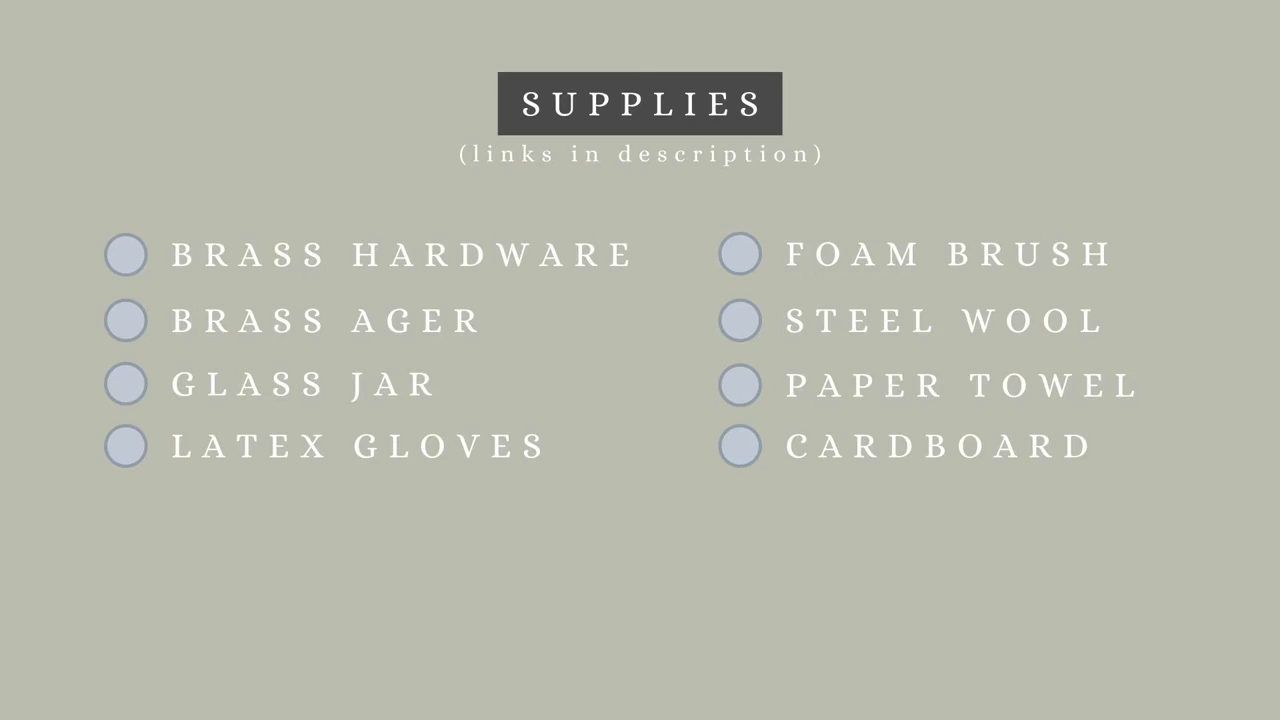 SUPPLIES
(links in description)
BRASS HARDWARE
BRASS AGER
GLASS JAR
LATEX GLOVES
FOAM BRUSH
STEEL WOOL
PAPER TOWEL
CARDBOARD